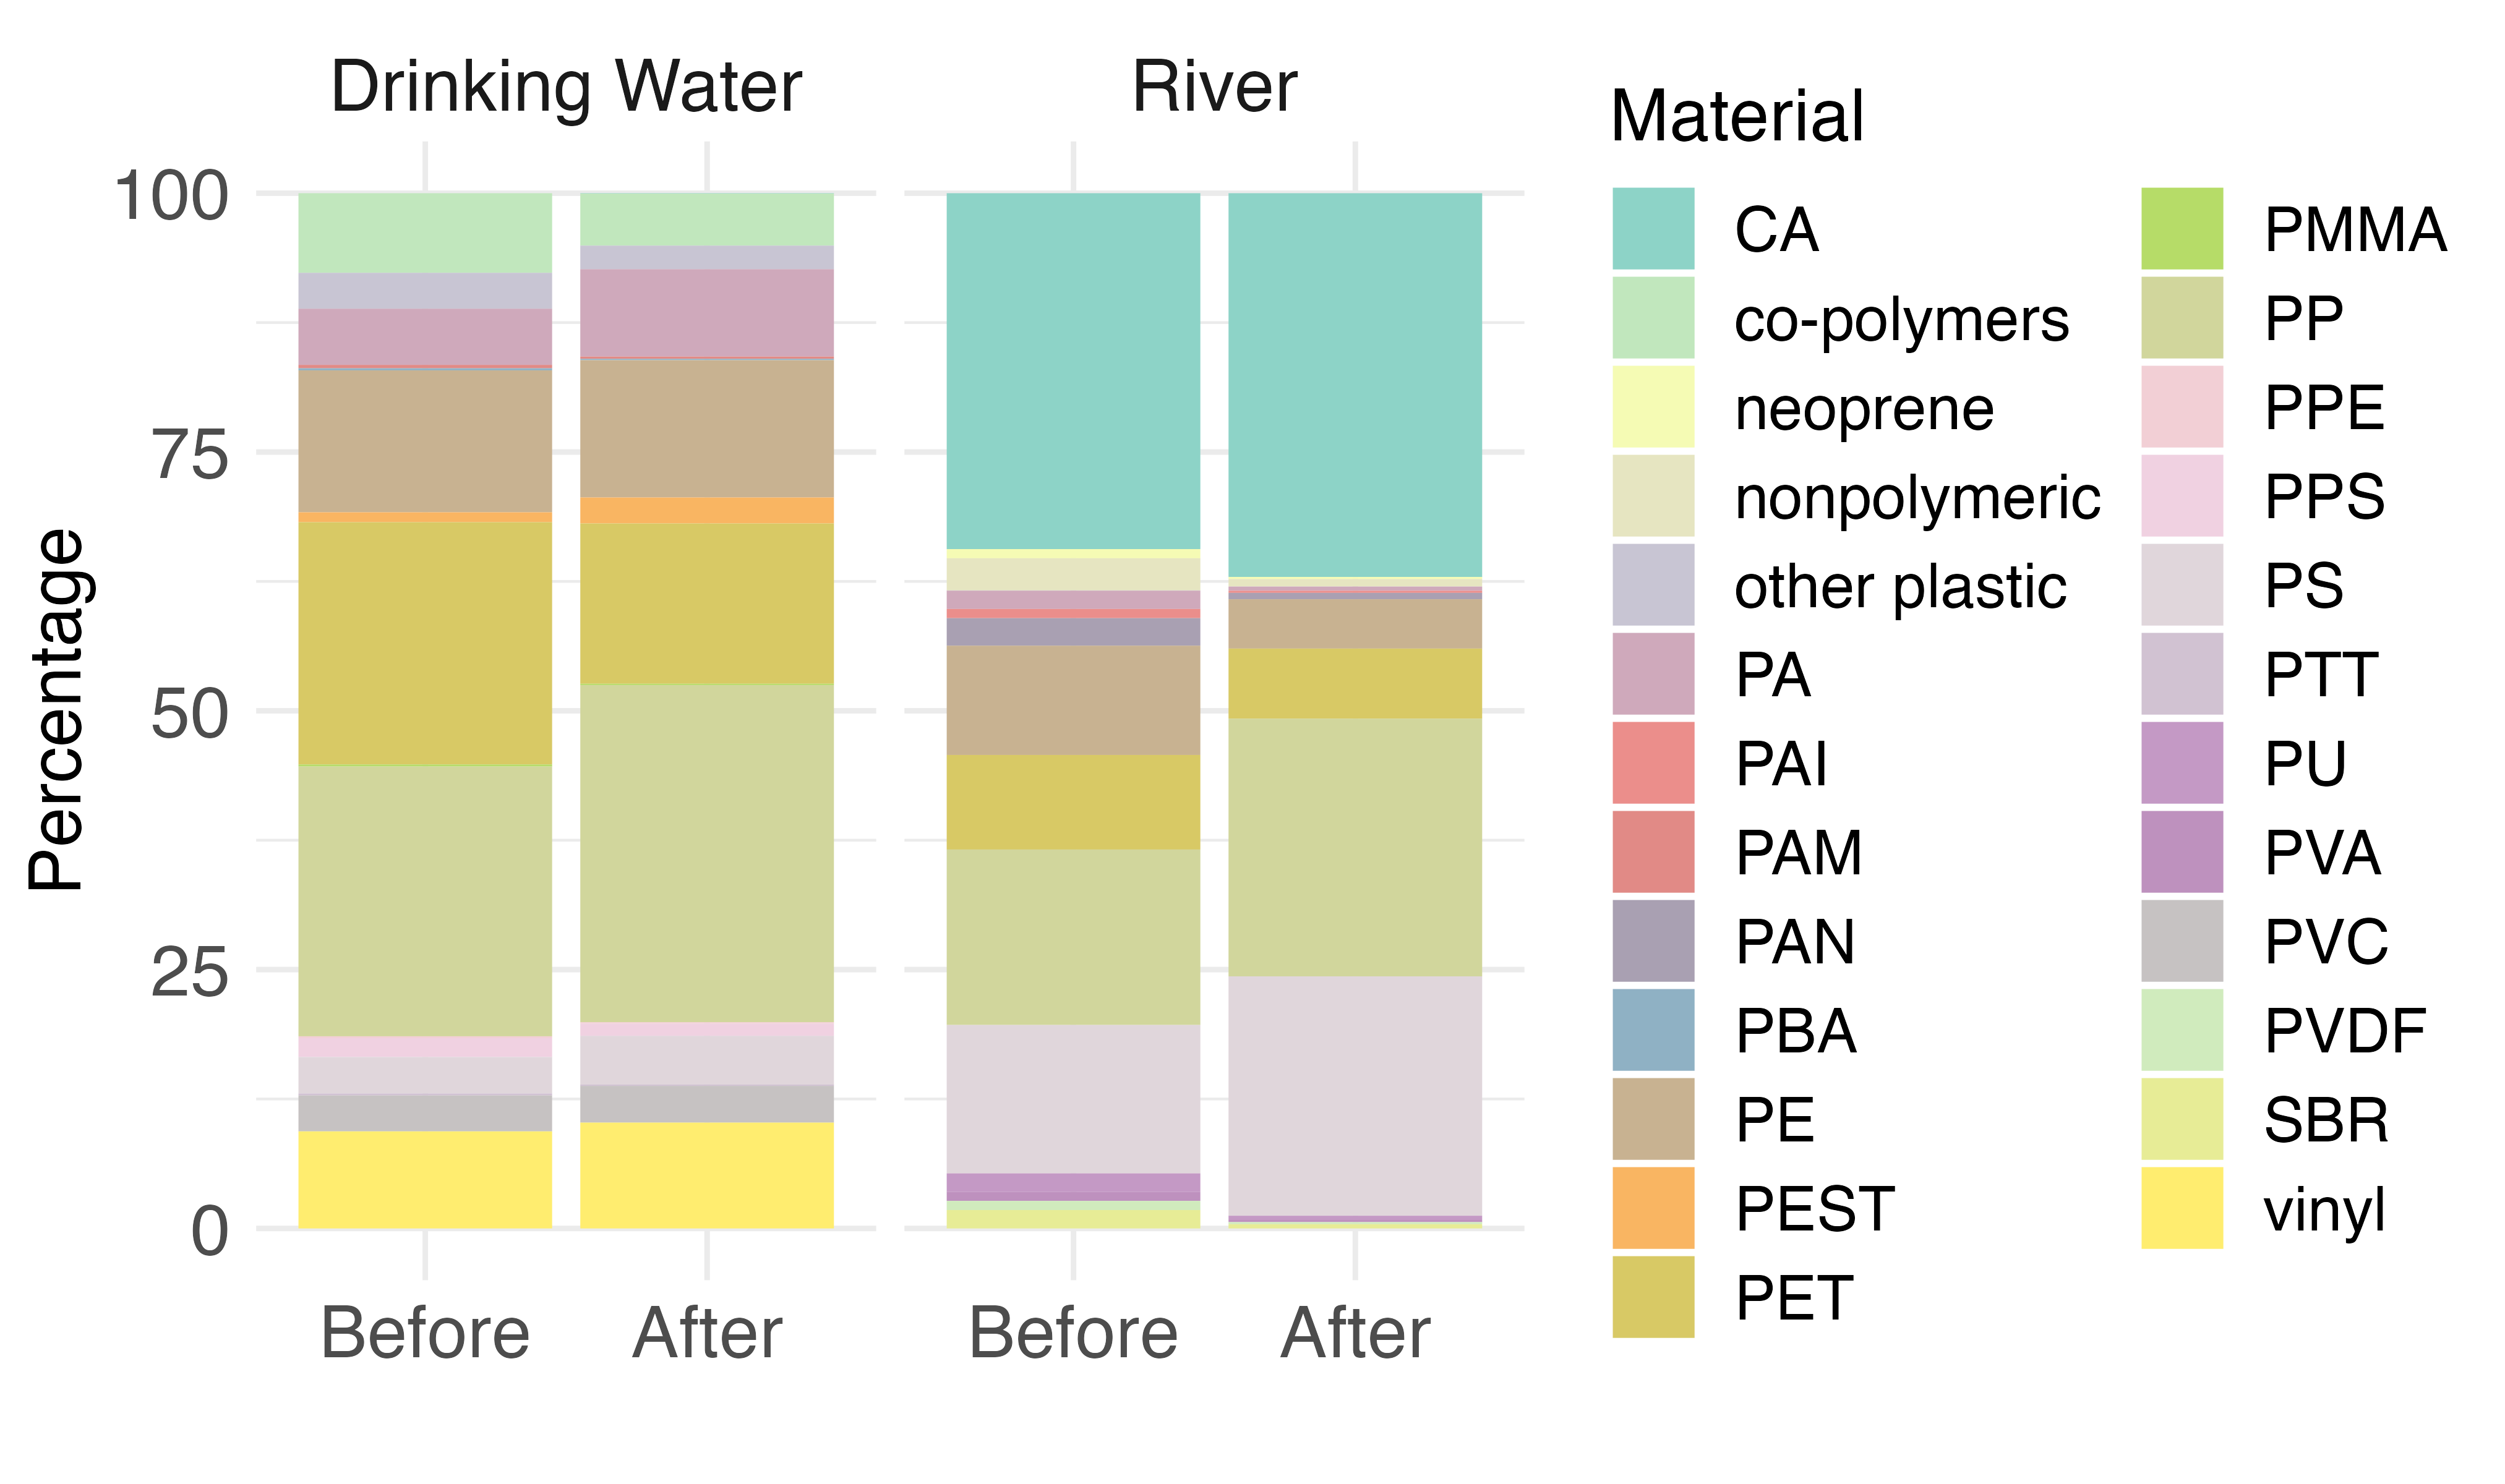 Drinking Water
River
Percentage
100
75
50
25
0
Before
After
Before
After
Material
CA
co-polymers
neoprene
nonpolymeric
other plastic
PA
PAI
PAM
PAN
PBA
PE
PEST
PET
PMMA
PP
PPE
PPS
PS
PTT
PU
PVA
PVC
PVDF
SBR
vinyl